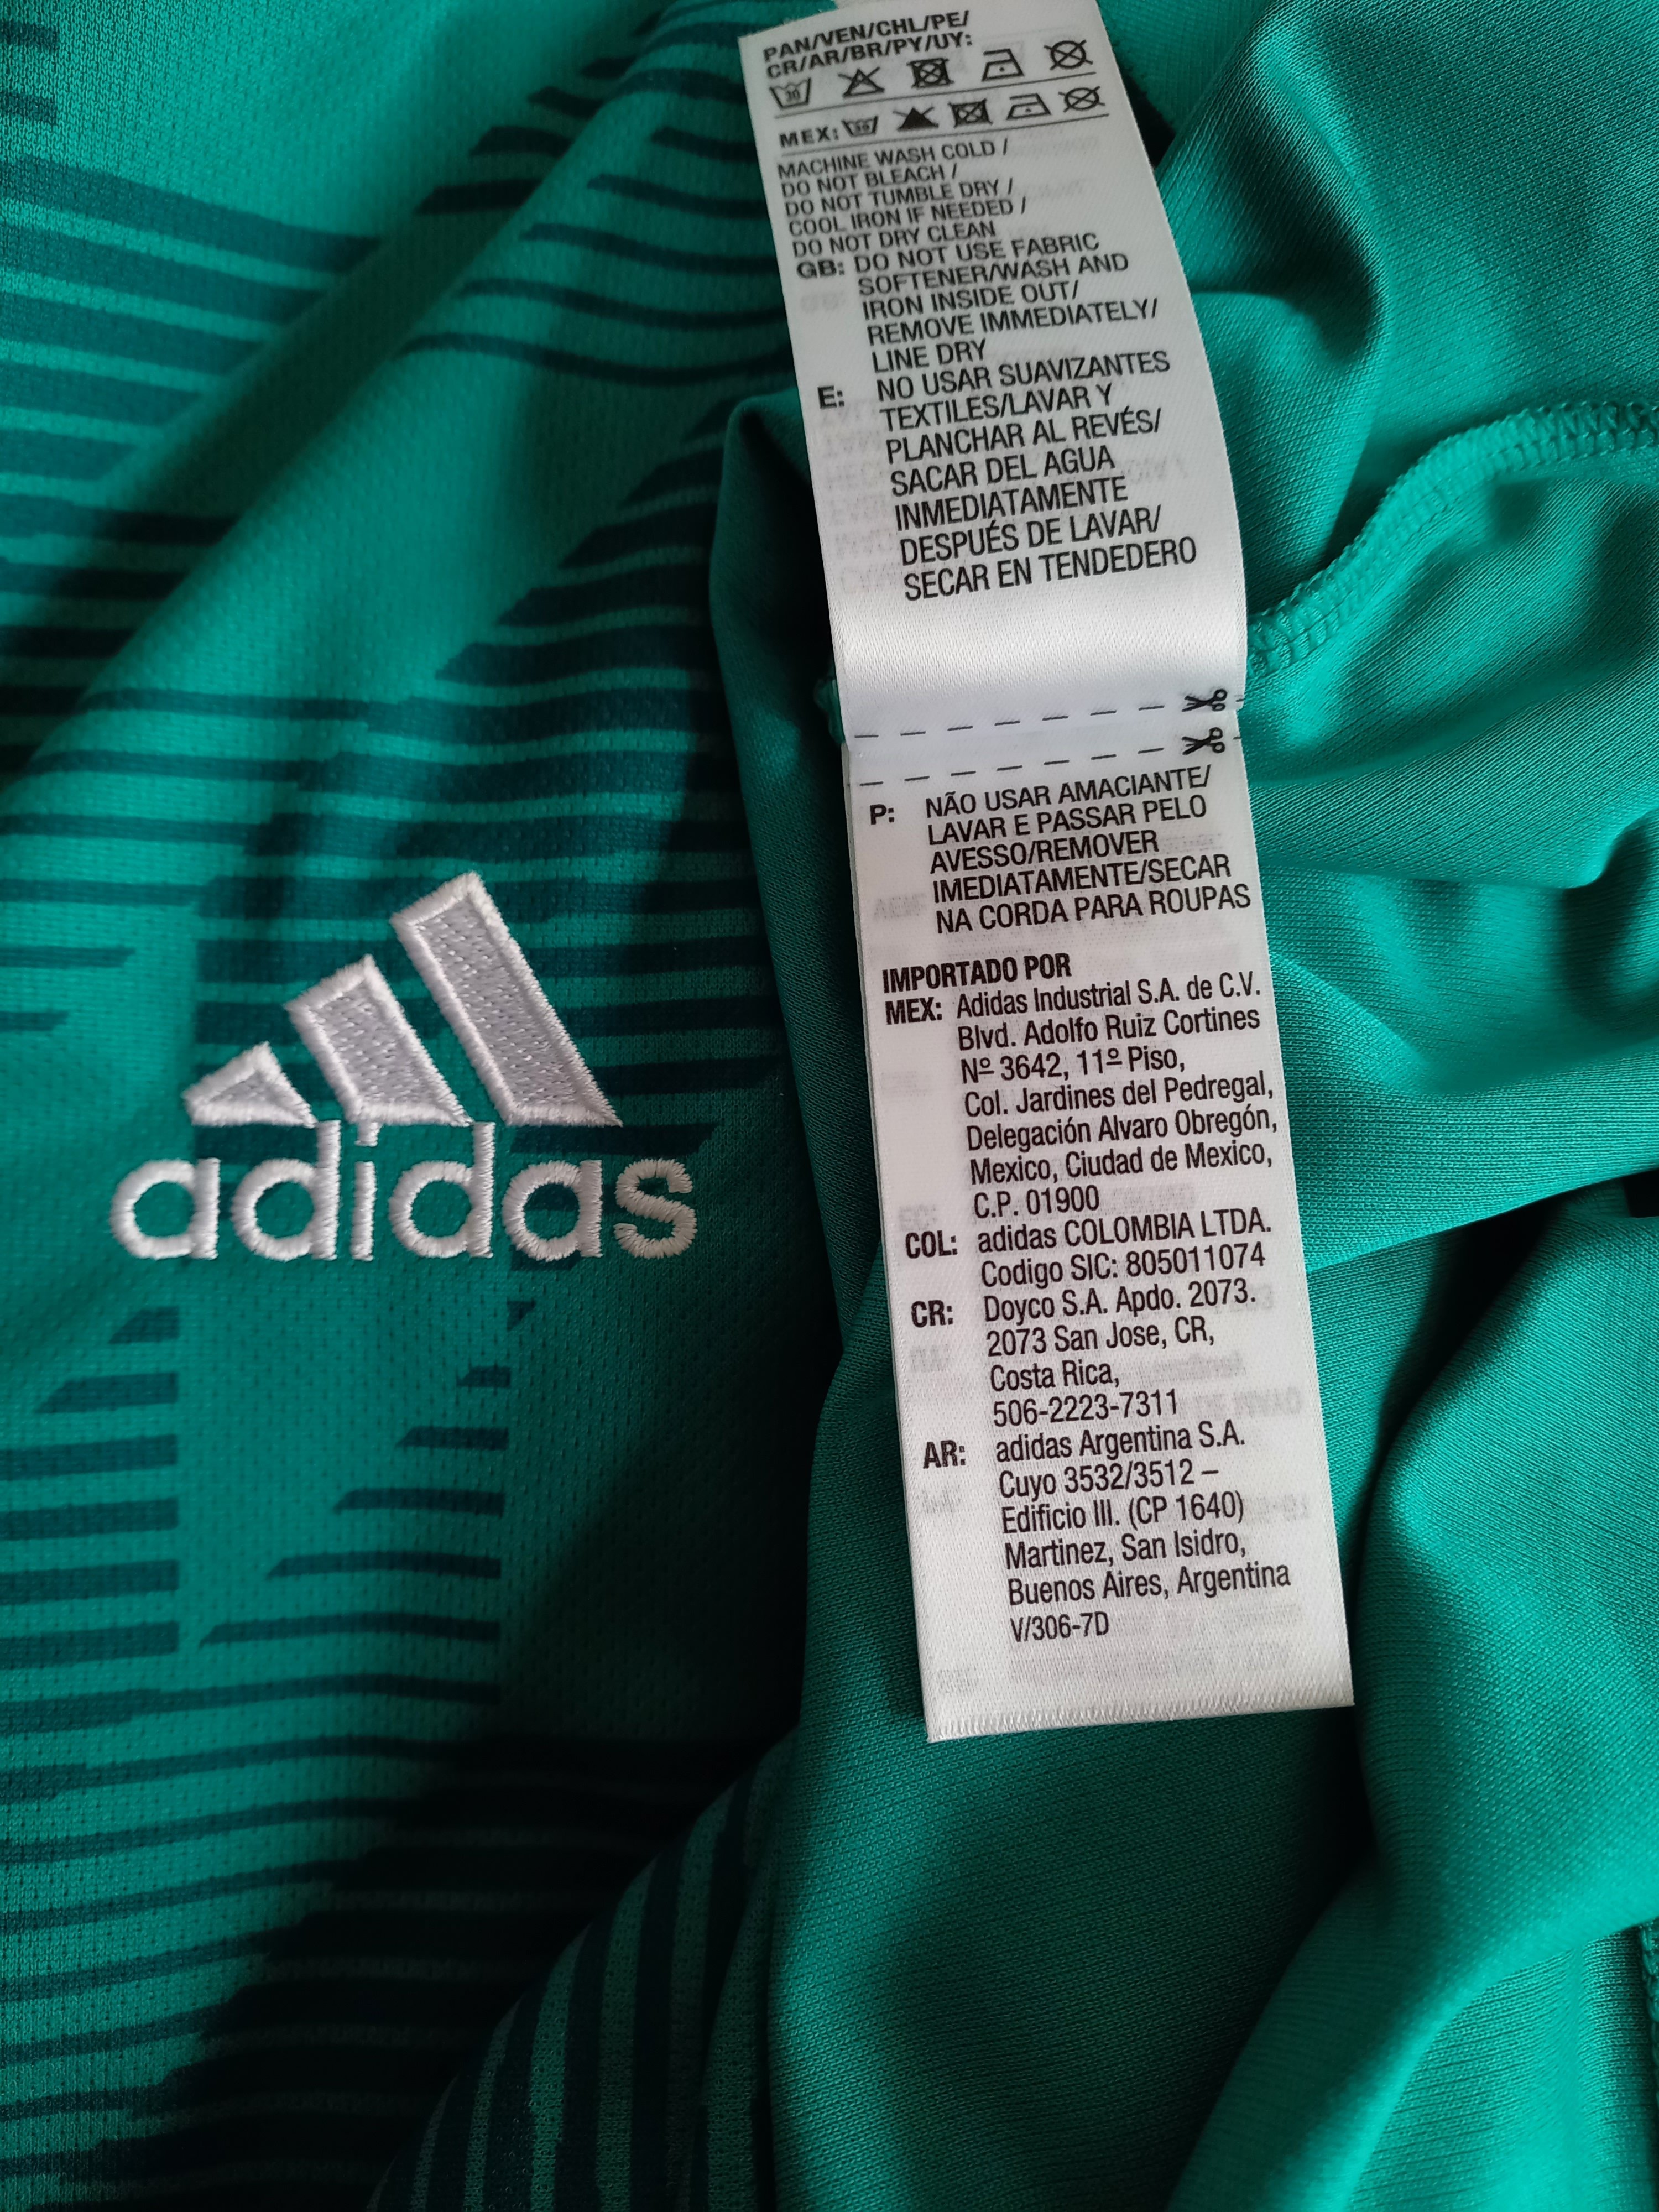 PAN/VEN/CHL/PE/
CR/AR/BR/PY/UY:
30
MEX: 30
MACHINE WASH COLD /
DO NOT BLEACH /
DO NOT TUMBLE DRY /
COOL IRON IF NEEDED /
DO NOT DRY CLEAN
GB: DO NOT USE FABRIC
SOFTENER/WASH AND
IRON INSIDE OUT/
REMOVE IMMEDIATELY/
LINE DRY
E: NO USAR SUAVIZANTES
TEXTILES/LAVAR Y
PLANCHAR AL REVÉS/
SACAR DEL AGUA
INMEDIATAMENTE
DESPUÉS DE LAVAR/
SECAR EN TENDEDERO
P: NÃO USAR AMACIANTE/
LAVAR E PASSAR PELO
AVESSO/REMOVER
IMEDIATAMENTE/SECAR
NA CORDA PARA ROUPAS
IMPORTADO POR
MEX: Adidas Industrial S.A. de C.V.
Blvd. Adolfo Ruiz Cortines
Nº 3642, 11º Piso,
Col. Jardines del Pedregal,
Delegación Alvaro Obregón,
Mexico, Ciudad de Mexico,
C.P. 01900
COL: adidas COLOMBIA LTDA.
Codigo SIC: 805011074
CR: Doyco S.A. Apdo. 2073.
2073 San Jose, CR,
Costa Rica,
506-2223-7311
AR: adidas Argentina S.A.
Cuyo 3532/3512 –
Edificio III. (CP 1640)
Martinez, San Isidro,
Buenos Aires, Argentina
V/306-7D
adidas